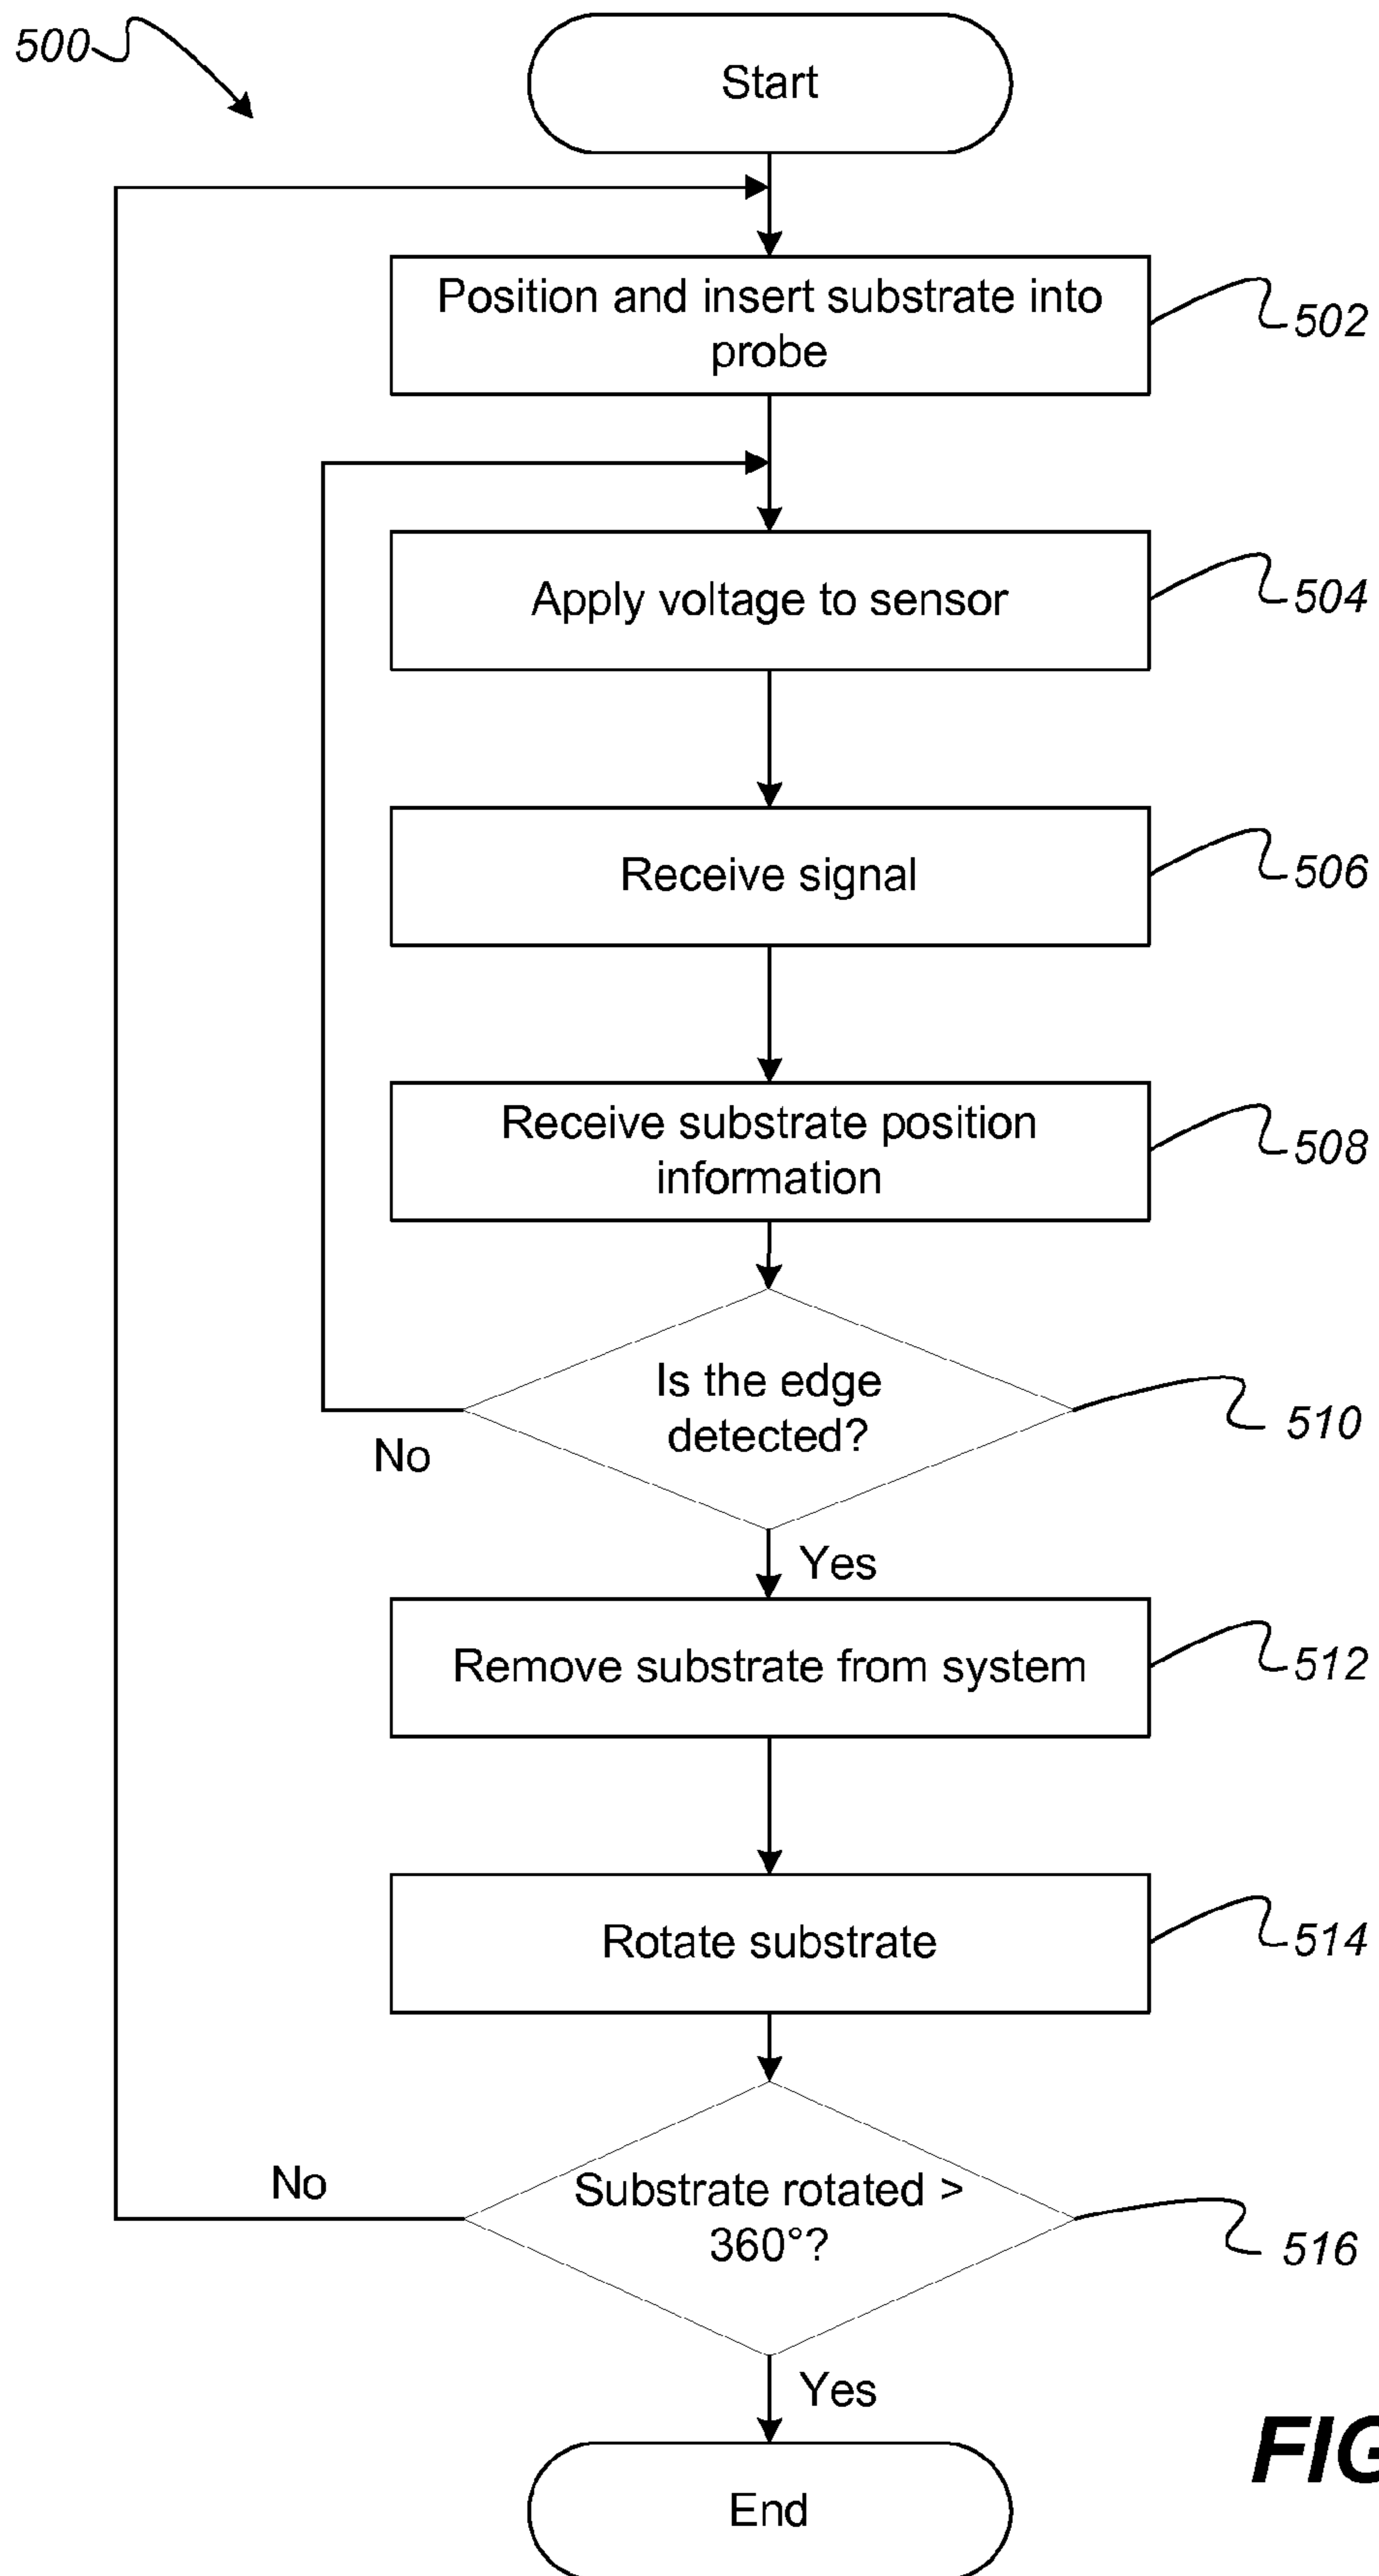 500
Start
Position and insert substrate into
probe
502
Apply voltage to sensor
504
Receive signal
506
Receive substrate position
information
508
Is the edge
detected?
510
No
Yes
Remove substrate from system
512
Rotate substrate
514
Substrate rotated >
360°?
516
No
Yes
End